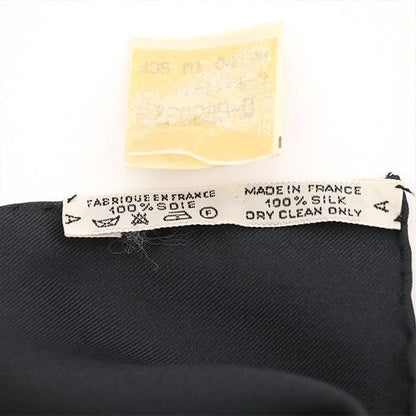 A
FABRIQUE EN FRANCE
100% SOIE
MADE IN FRANCE
100% SILK
DRY CLEAN ONLY
A